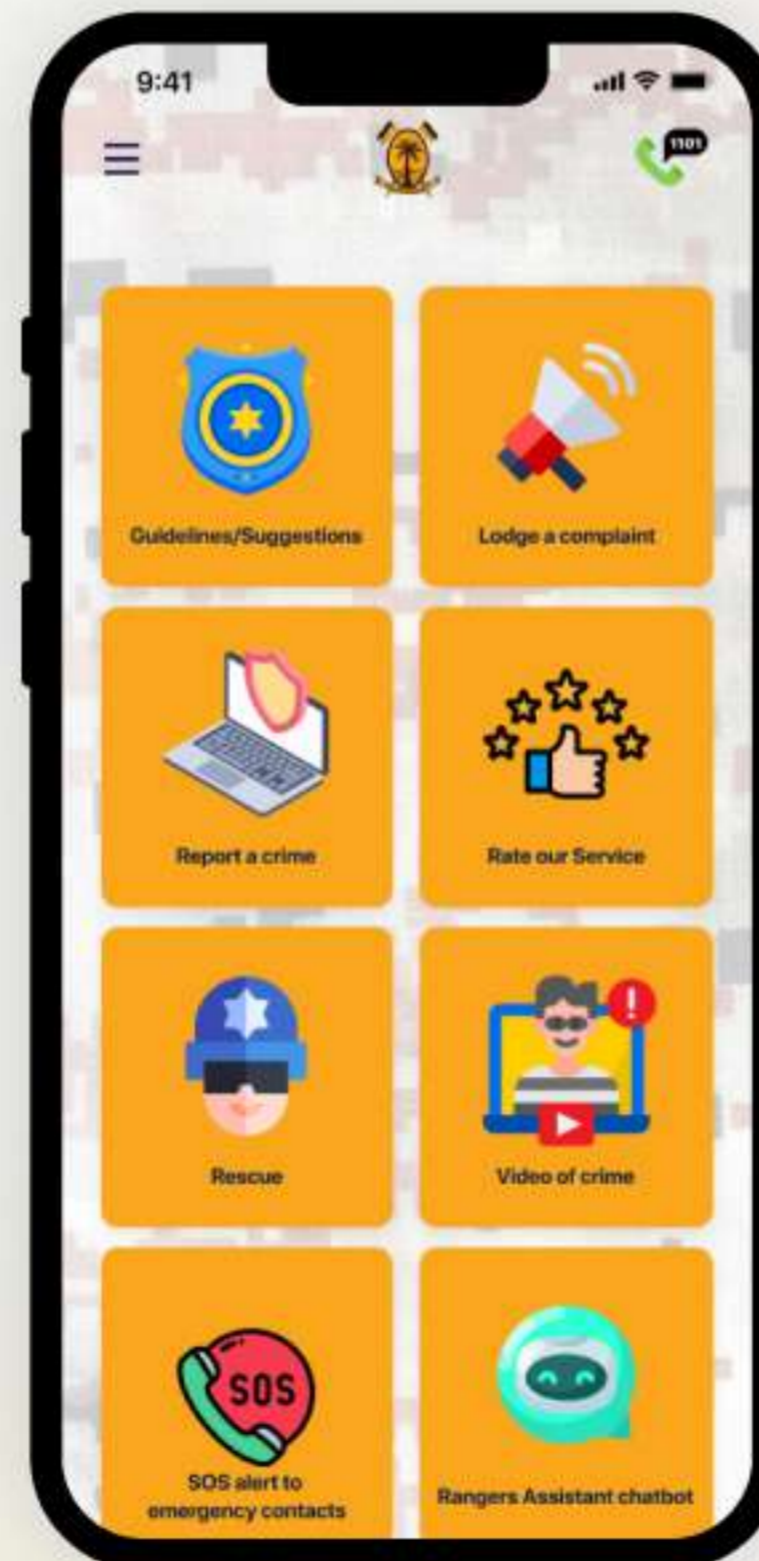 9:41
1101
Guidelines/Suggestions
Lodge a complaint
Report a crime
Rate our Service
Rescue
Video of crime
SOS
SOS alert to
emergency contacts
Rangers Assistant chatbot